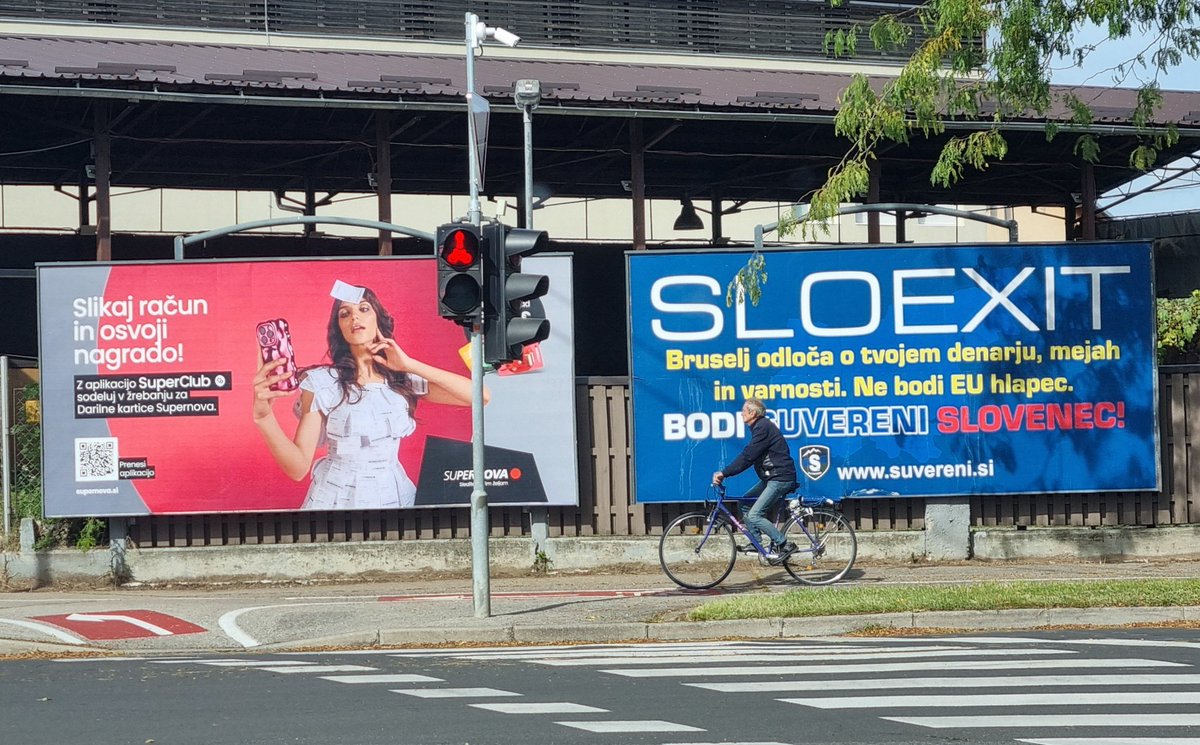 Slikaj račun
in osvoji
nagrado!
Z aplikacijo SuperClub
sodeluj v žrebanju za
Darilne kartice Supernova.
Prenesi
aplikacijo
supernova.si
SUPERNOVA
SLOEXIT
Bruselj odloča o tvojem denarju, mejah
in varnosti. Ne bodi EU hlapec.
BODI SUVERENI SLOVENEC!
S
www.suvereni.si